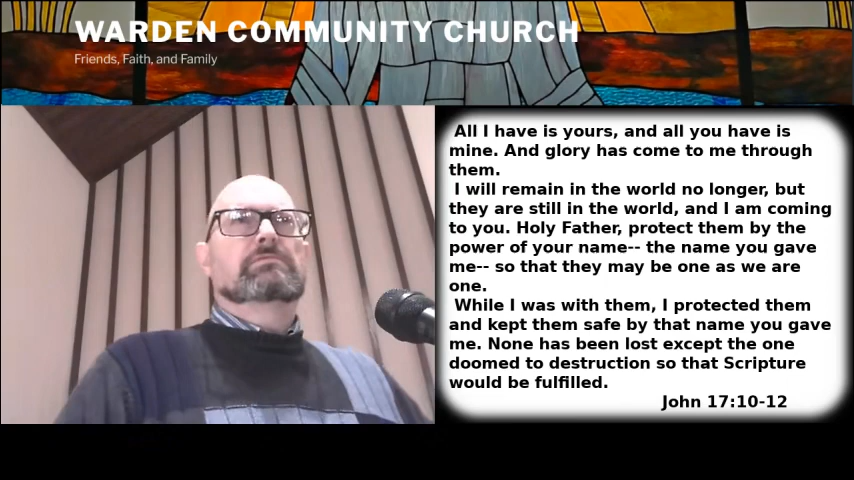 WARDEN COMMUNITY CHURCH
Friends, Faith, and Family
All I have is yours, and all you have is
mine. And glory has come to me through
them.
I will remain in the world no longer, but
they are still in the world, and I am coming
to you. Holy Father, protect them by the
power of your name-- the name you gave
me-- so that they may be one as we are
one.
While I was with them, I protected them
and kept them safe by that name you gave
me. None has been lost except the one
doomed to destruction so that Scripture
would be fulfilled.
John 17:10-12